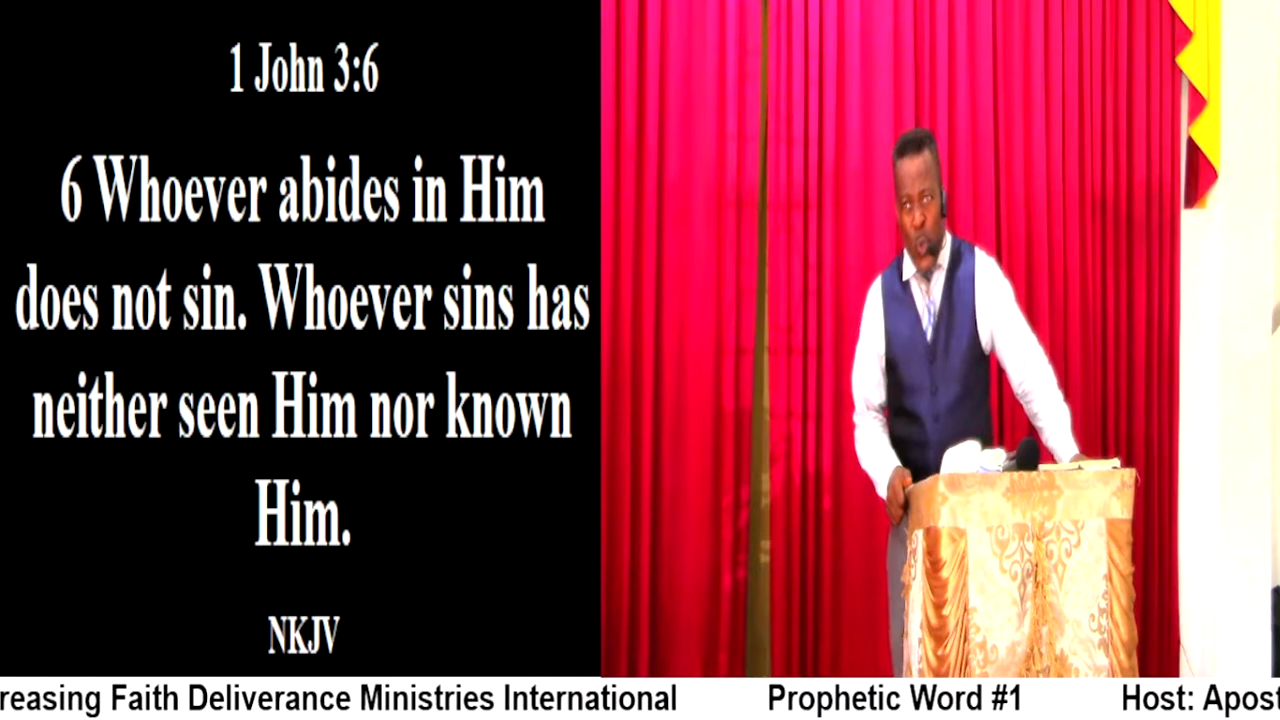 1 John 3:6
6 Whoever abides in Him
does not sin. Whoever sins has
neither seen Him nor known
Him.
NKJV
reasing Faith Deliverance Ministries International Prophetic Word #1 Host: Apost